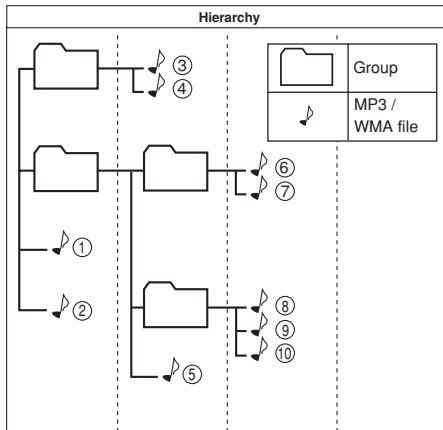 Hierarchy
③
④
Group
MP3 /
WMA file
⑥
⑦
①
②
⑧
⑨
⑩
⑤